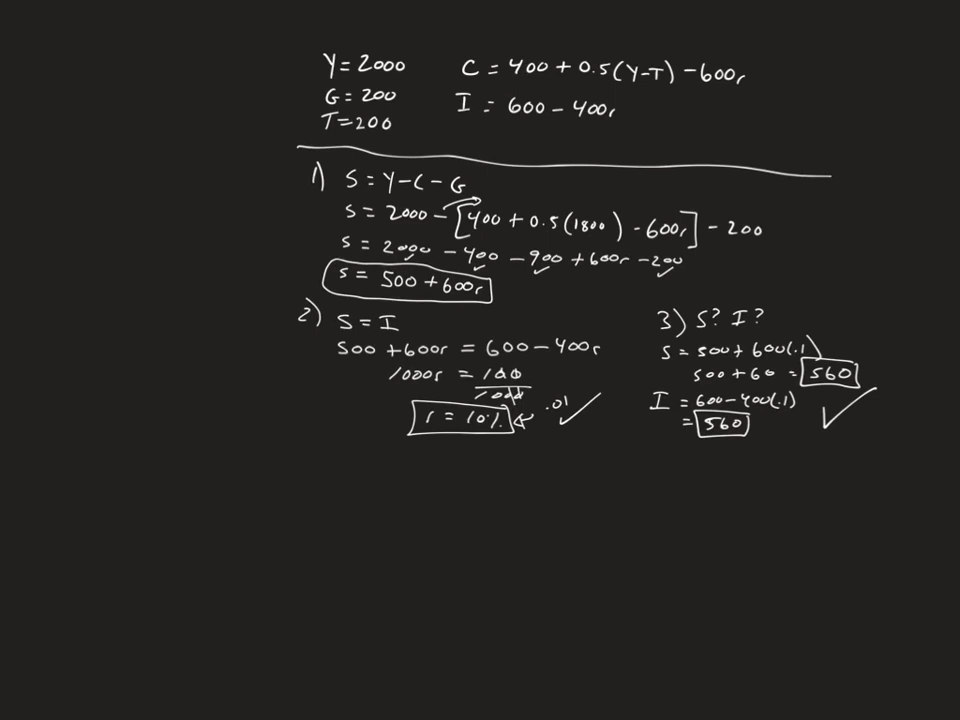 Y = 2000
G = 200
T = 200
C = 400 + 0.5(Y-T) - 600r
I = 600 - 400r
1) S = Y - C - G
S = 2000 - [400 + 0.5(1800) - 600r] - 200
S = 2000 - 400 - 900 + 600r - 200
S = 500 + 600r
2) S = I
500 + 600r = 600 - 400r
1000r = 100
1000
r = 10% .01
3) S? I?
S = 500 + 600(.1)
500 + 60 = 560
I = 600 - 400(.1)
= 560